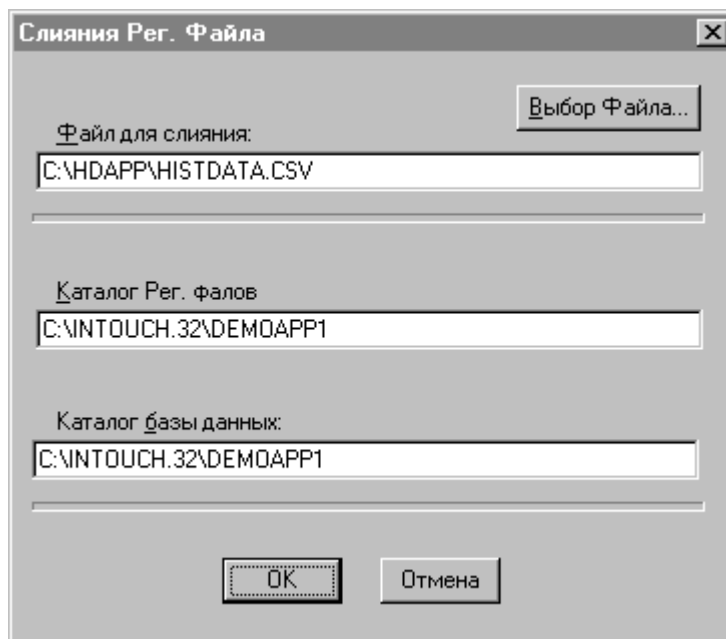 Слияния Рег. Файла
Выбор Файла...
Файл для слияния:
C:\HDAPP\HISTDATA.CSV
Каталог Рег. фалов
C:\INTOUCH.32\DEMOAPP1
Каталог базы данных:
C:\INTOUCH.32\DEMOAPP1
OK
Отмена